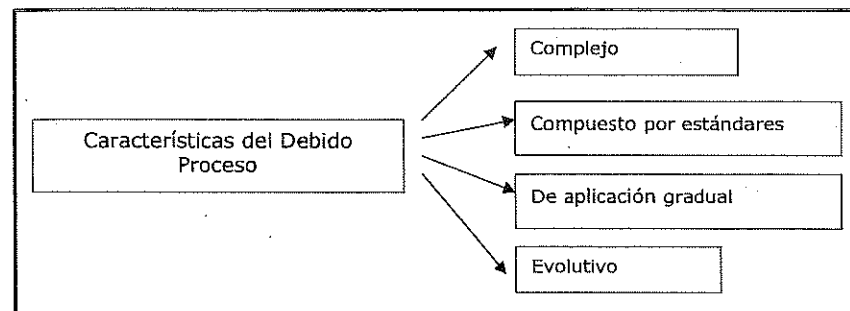 Características del Debido
Proceso
Complejo
Compuesto por estándares
De aplicación gradual
Evolutivo